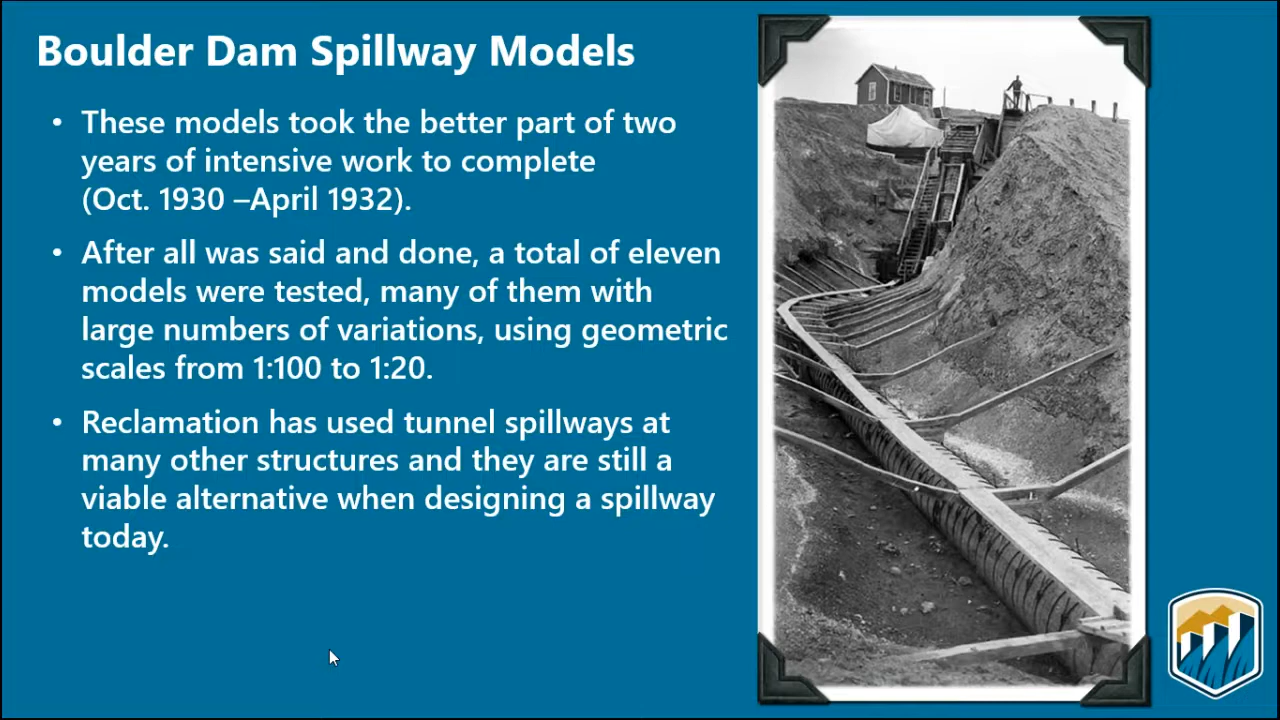 Boulder Dam Spillway Models
• These models took the better part of two
years of intensive work to complete
(Oct. 1930 –April 1932).
• After all was said and done, a total of eleven
models were tested, many of them with
large numbers of variations, using geometric
scales from 1:100 to 1:20.
• Reclamation has used tunnel spillways at
many other structures and they are still a
viable alternative when designing a spillway
today.